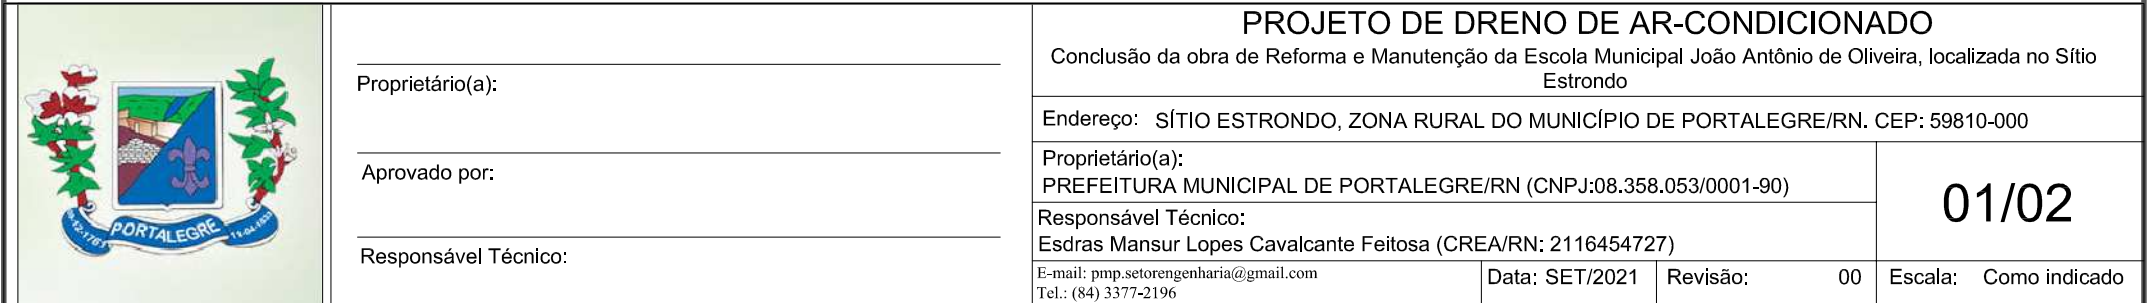 PORTALEGRE
Proprietário(a):
Aprovado por:
Responsável Técnico:
PROJETO DE DRENO DE AR-CONDICIONADO
Conclusão da obra de Reforma e Manutenção da Escola Municipal João Antônio de Oliveira, localizada no Sítio
Estrondo
Endereço: SÍTIO ESTRONDO, ZONA RURAL DO MUNICÍPIO DE PORTALEGRE/RN. CEP: 59810-000
Proprietário(a):
PREFEITURA MUNICIPAL DE PORTALEGRE/RN (CNPJ:08.358.053/0001-90)
01/02
Responsável Técnico:
Esdras Mansur Lopes Cavalcante Feitosa (CREA/RN: 2116454727)
E-mail: pmp.setorengenharia@gmail.com
Tel.: (84) 3377-2196
Data: SET/2021
Revisão: 00
Escala: Como indicado